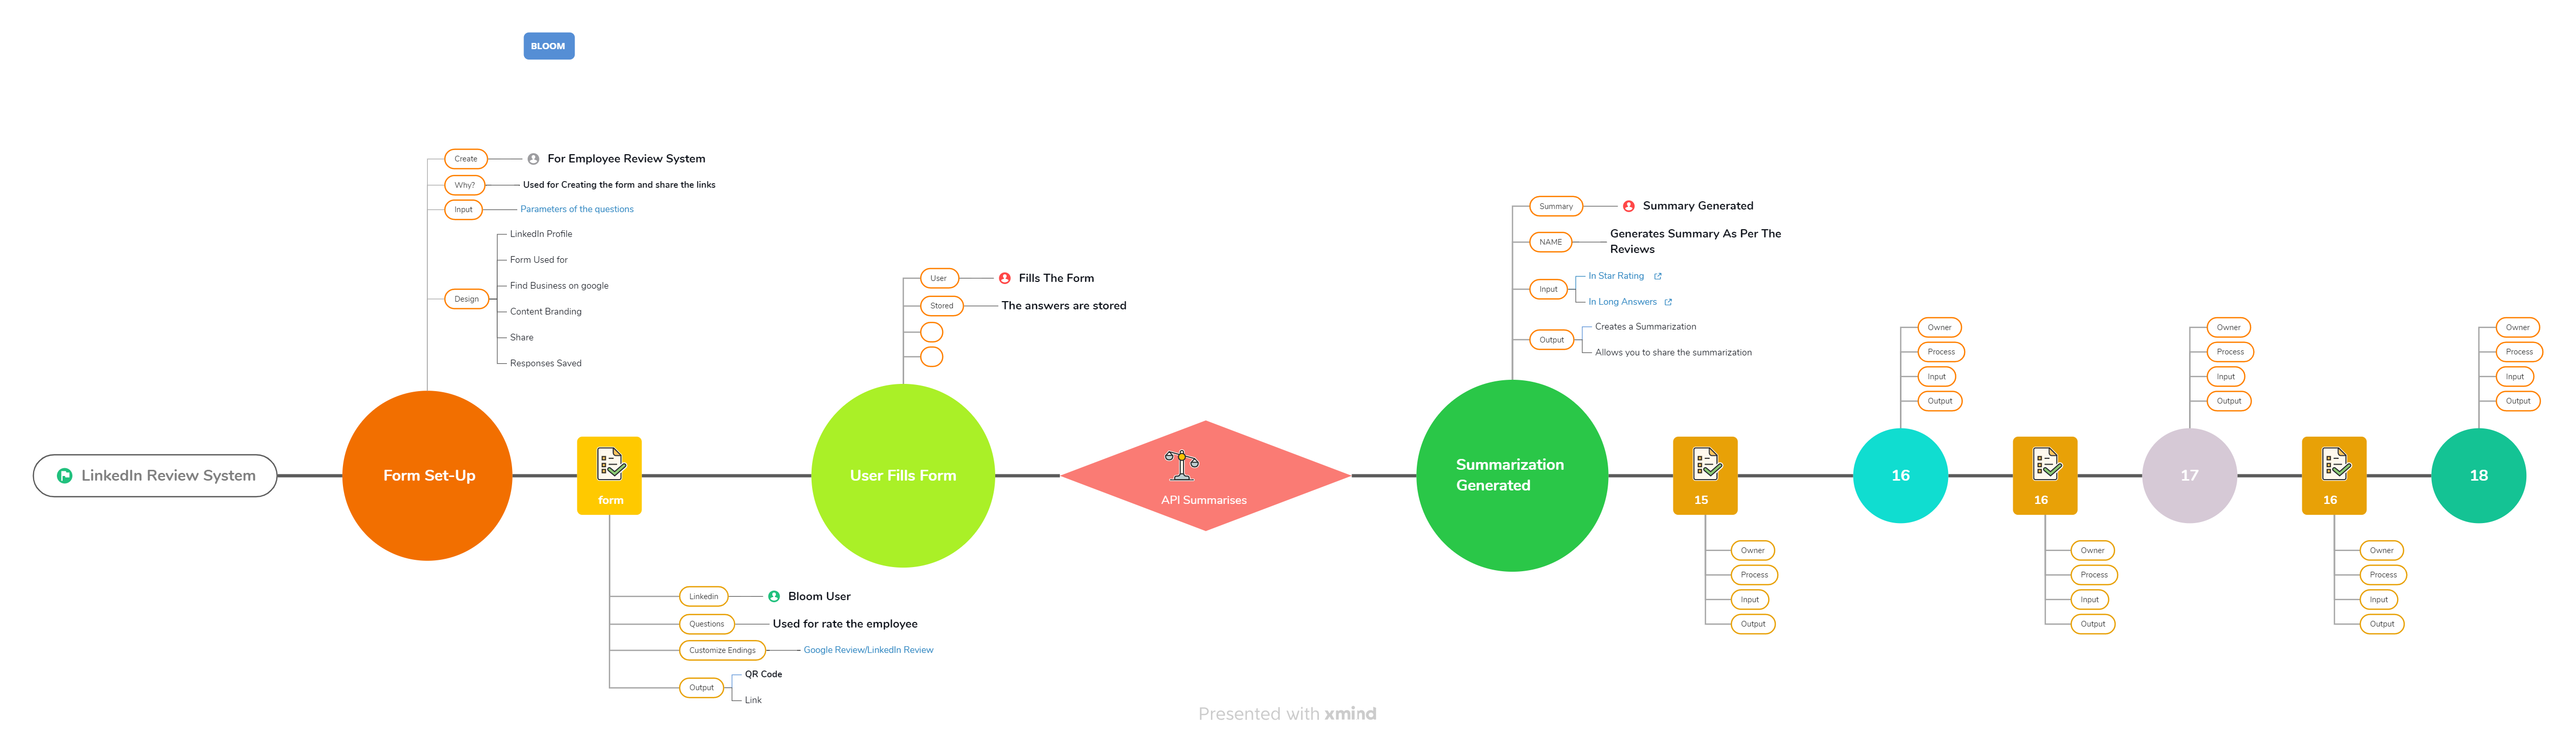 BLOOM
LinkedIn Review System
Form Set-Up
Create
For Employee Review System
Why?
Used for Creating the form and share the links
Input
Parameters of the questions
Design
LinkedIn Profile
Form Used for
Find Business on google
Content Branding
Share
Responses Saved
form
Linkedin
Bloom User
Questions
Used for rate the employee
Customize Endings
Google Review/LinkedIn Review
Output
QR Code
Link
User Fills Form
User
Fills The Form
Stored
The answers are stored
API Summarises
Summarization
Generated
Summary
Summary Generated
NAME
Generates Summary As Per The
Reviews
Input
In Star Rating
In Long Answers
Output
Creates a Summarization
Allows you to share the summarization
15
Owner
Process
Input
Output
16
Owner
Process
Input
Output
16
Owner
Process
Input
Output
17
Owner
Process
Input
Output
16
Owner
Process
Input
Output
18
Owner
Process
Input
Output
Presented with xmind